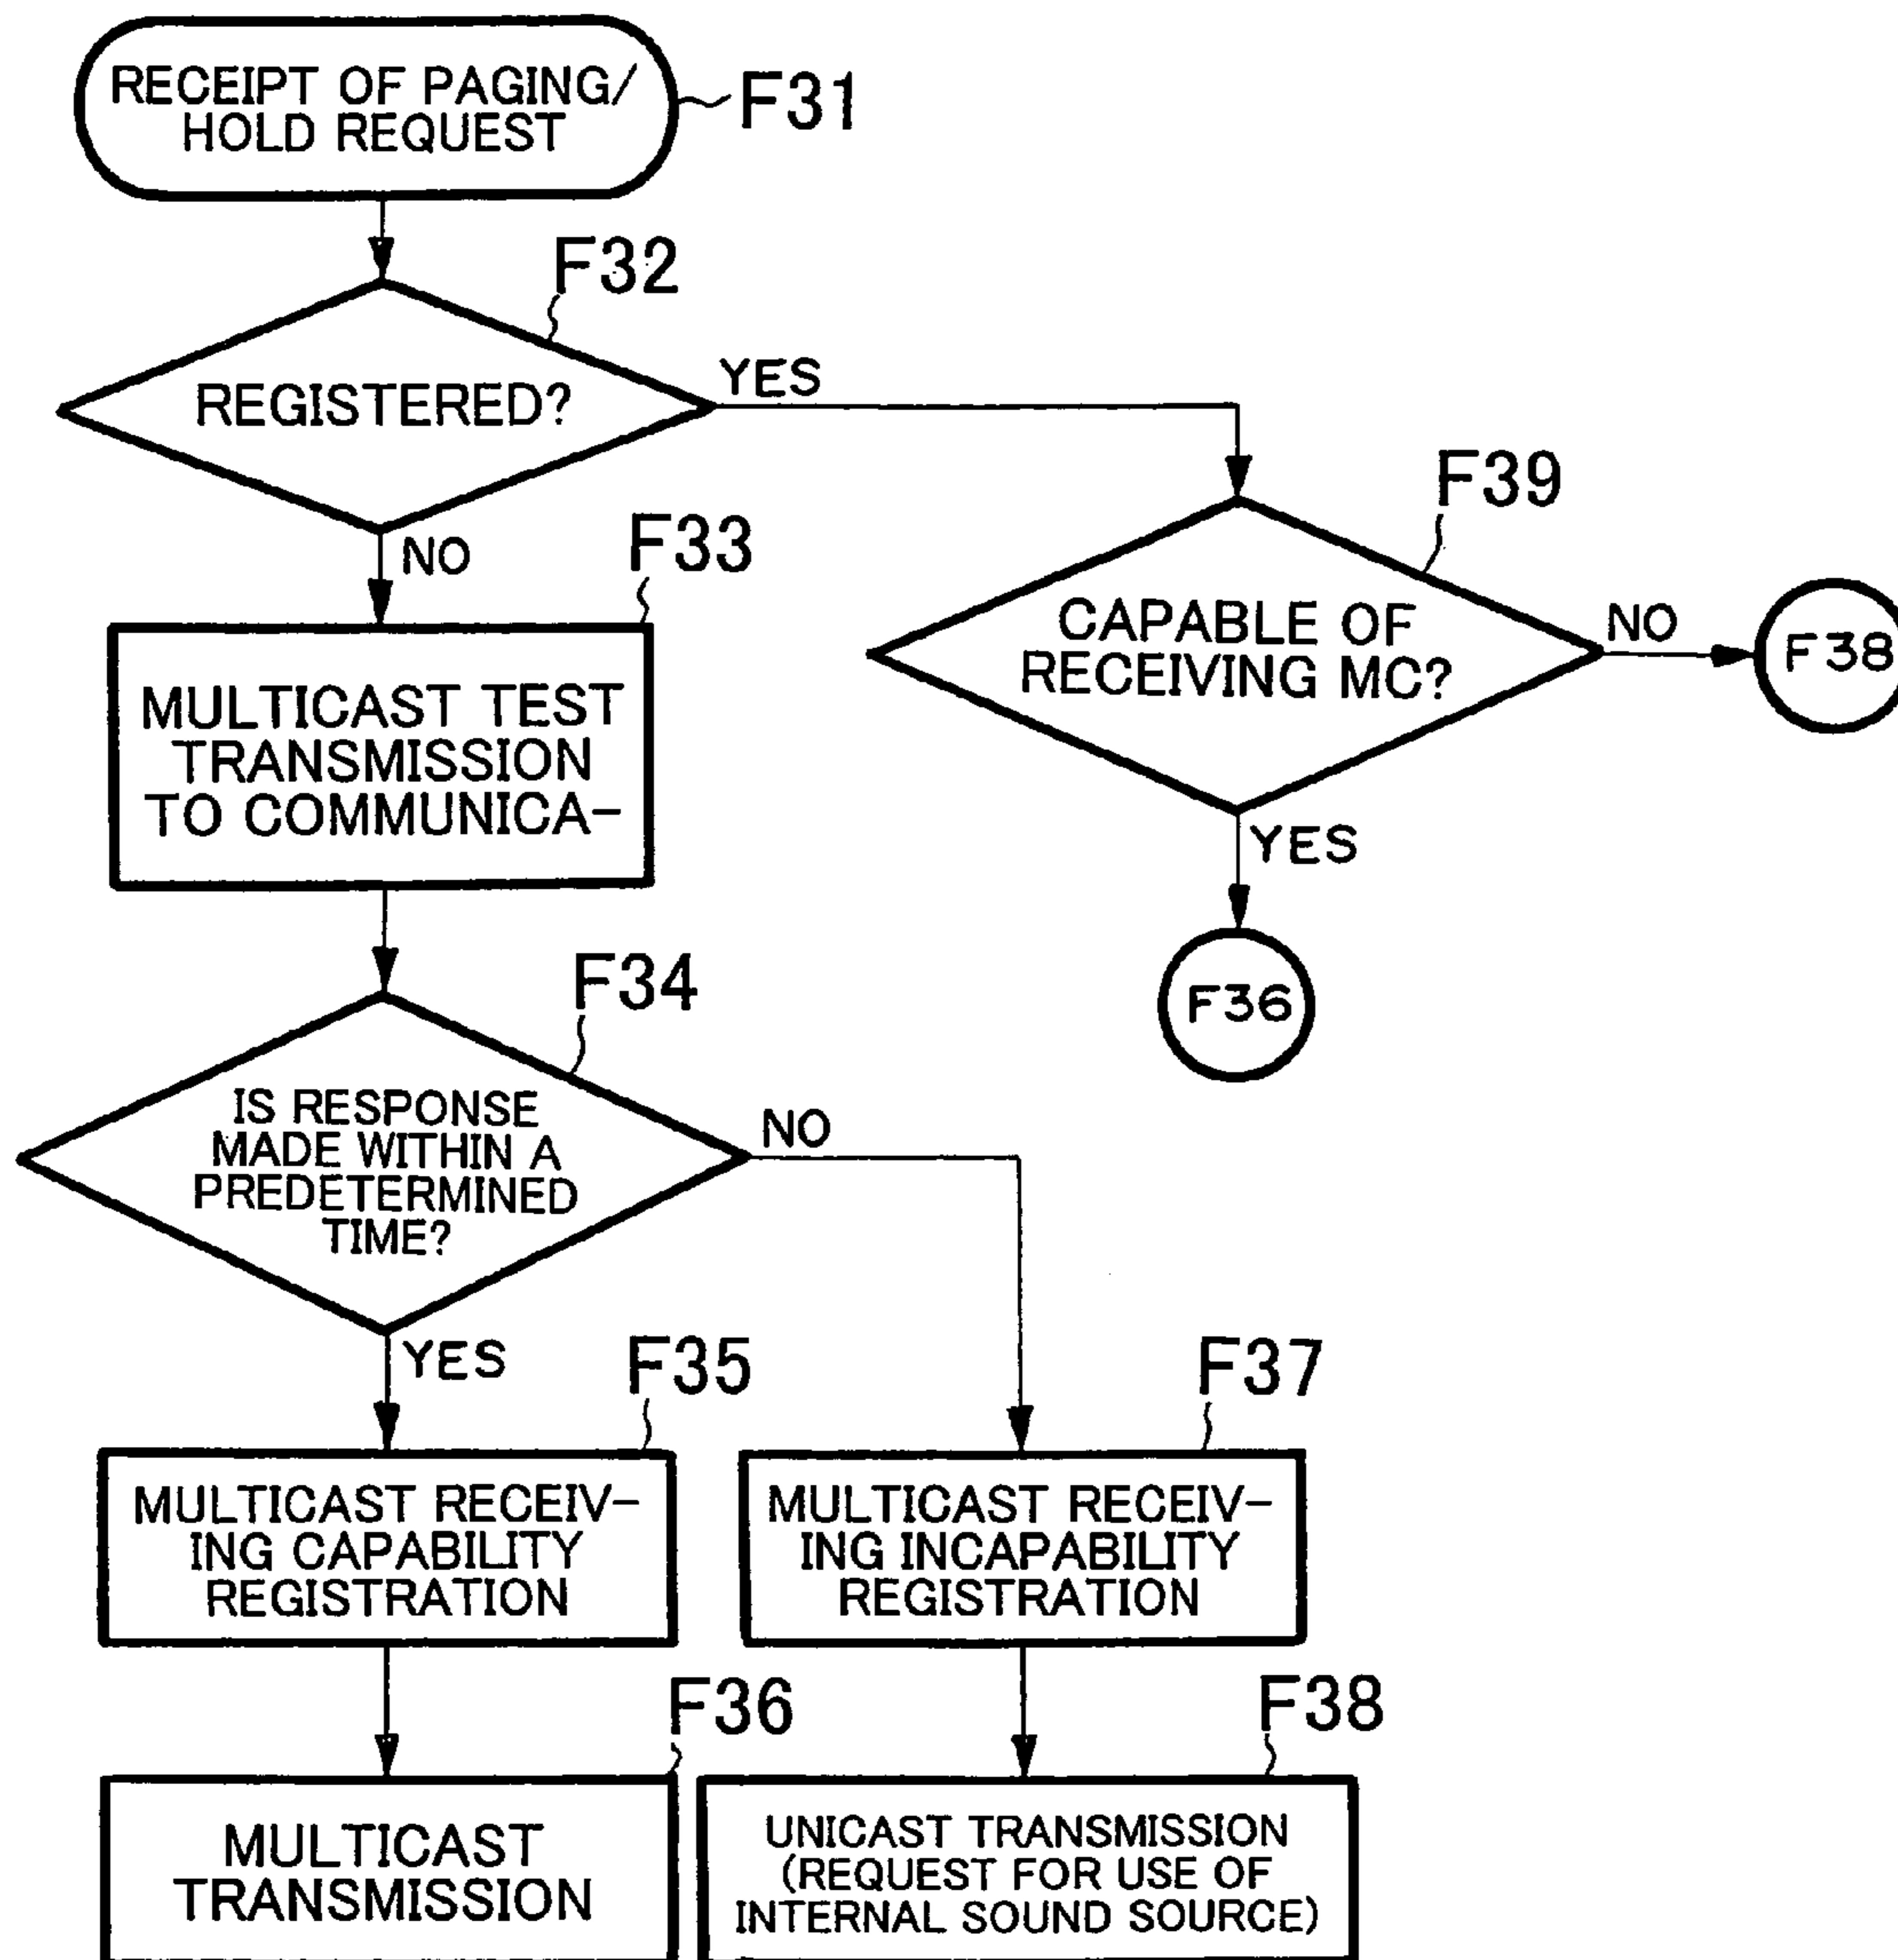 RECEIPT OF PAGING/
HOLD REQUEST
F31
F32
REGISTERED?
YES
NO
F33
MULTICAST TEST
TRANSMISSION
TO COMMUNICA-
F39
CAPABLE OF
RECEIVING MC?
NO
F38
YES
F36
F34
IS RESPONSE
MADE WITHIN A
PREDETERMINED
TIME?
NO
YES
F35
MULTICAST RECEIV-
ING CAPABILITY
REGISTRATION
F37
MULTICAST RECEIV-
ING INCAPABILITY
REGISTRATION
F36
MULTICAST
TRANSMISSION
F38
UNICAST TRANSMISSION
(REQUEST FOR USE OF
INTERNAL SOUND SOURCE)